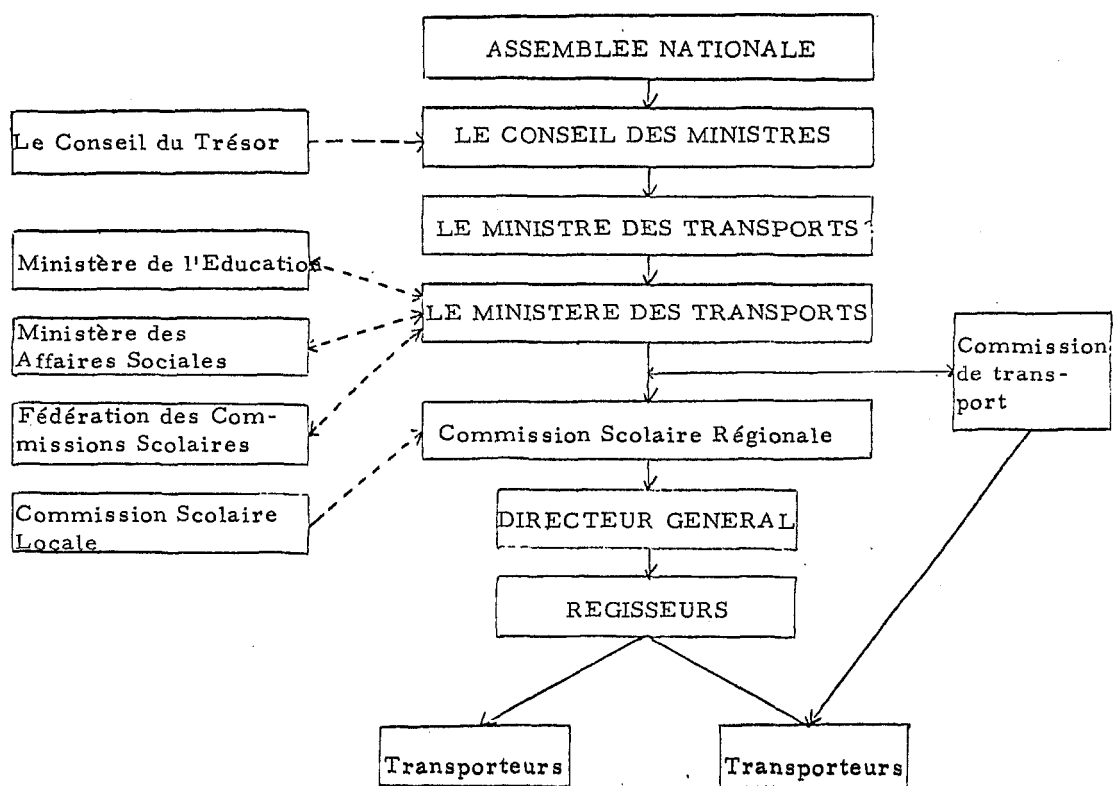 ASSEMBLEE NATIONALE
Le Conseil du Trésor
LE CONSEIL DES MINISTRES
LE MINISTRE DES TRANSPORTS
Ministère de l'Education
LE MINISTERE DES TRANSPORTS
Ministère des
Affaires Sociales
Commission
de trans-
port
Fédération des Com-
missions Scolaires
Commission Scolaire Régionale
Commission Scolaire
Locale
DIRECTEUR GENERAL
REGISSEURS
Transporteurs
Transporteurs